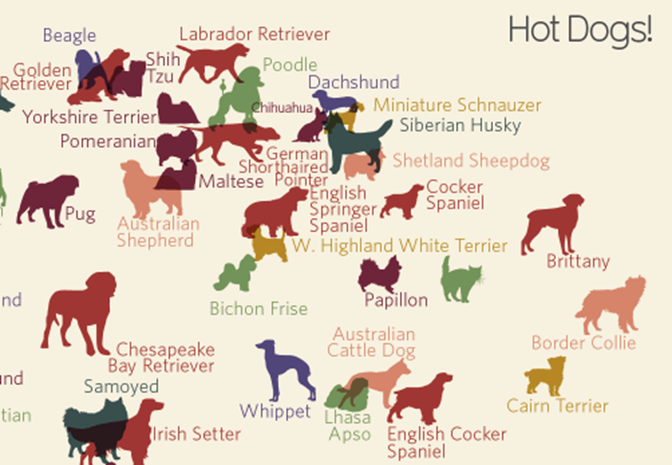 Hot Dogs!
Beagle
Labrador Retriever
Golden
Retriever
Shih
Tzu
Poodle
Dachshund
Yorkshire Terrier
Chihuahua
Miniature Schnauzer
Siberian Husky
Pomeranian
German
Shorthaired
Pointer
Shetland Sheepdog
Maltese
Pug
Australian
Shepherd
English
Springer
Spaniel
Cocker
Spaniel
W. Highland White Terrier
Brittany
Bichon Frise
Papillon
nd
Border Collie
Chesapeake
Bay Retriever
Australian
Cattle Dog
und
Samoyed
Whippet
Lhasa
Apso
Cairn Terrier
tian
Irish Setter
English Cocker
Spaniel